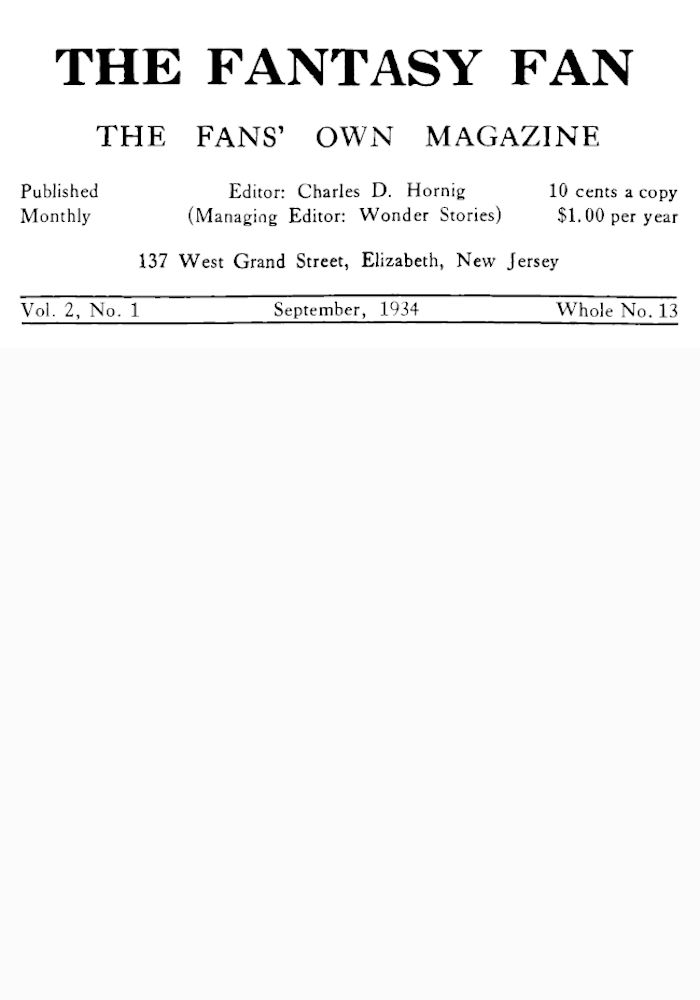 THE FANTASY FAN
THE FANS' OWN MAGAZINE
Published Editor: Charles D. Hornig 10 cents a copy
Monthly (Managing Editor: Wonder Stories) $1.00 per year
137 West Grand Street, Elizabeth, New Jersey
Vol. 2, No. 1 September, 1934 Whole No. 13